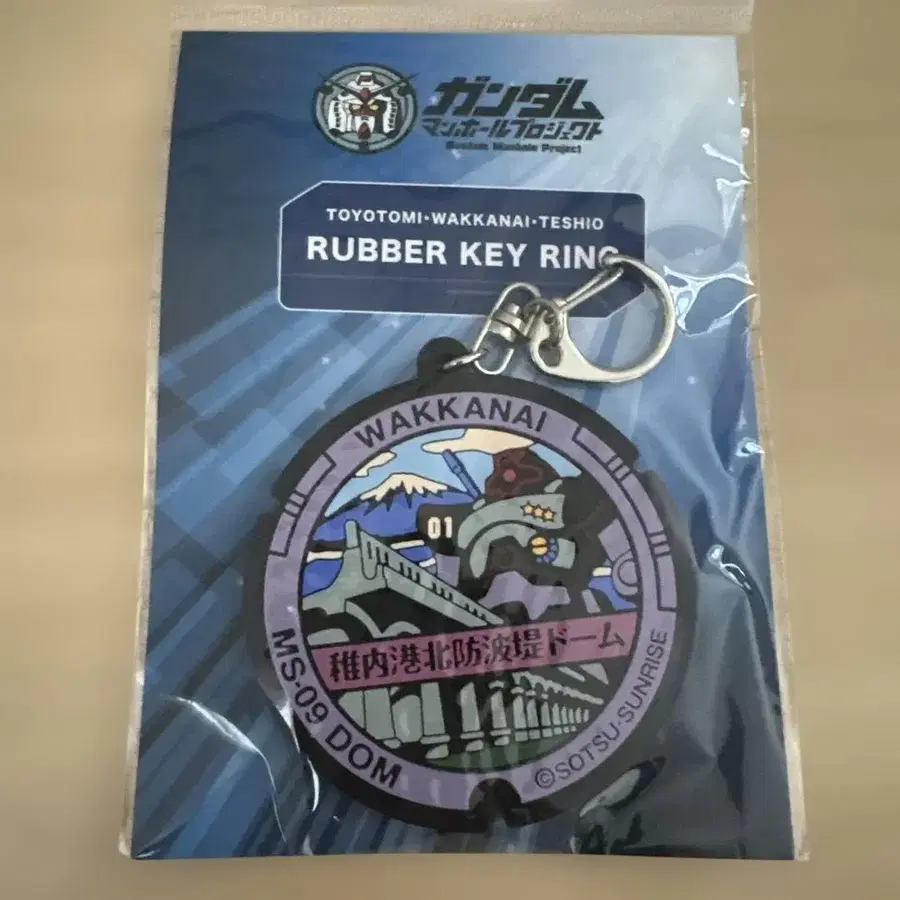 ガンダム
マンホールプロジェクト
Gundam Manhole Project
TOYOTOMI・WAKKANAI・TESHIO
RUBBER KEY RING
WAKKANAI
01
稚内港北防波堤ドーム
MS-09 DOM
©SOTSU・SUNRISE